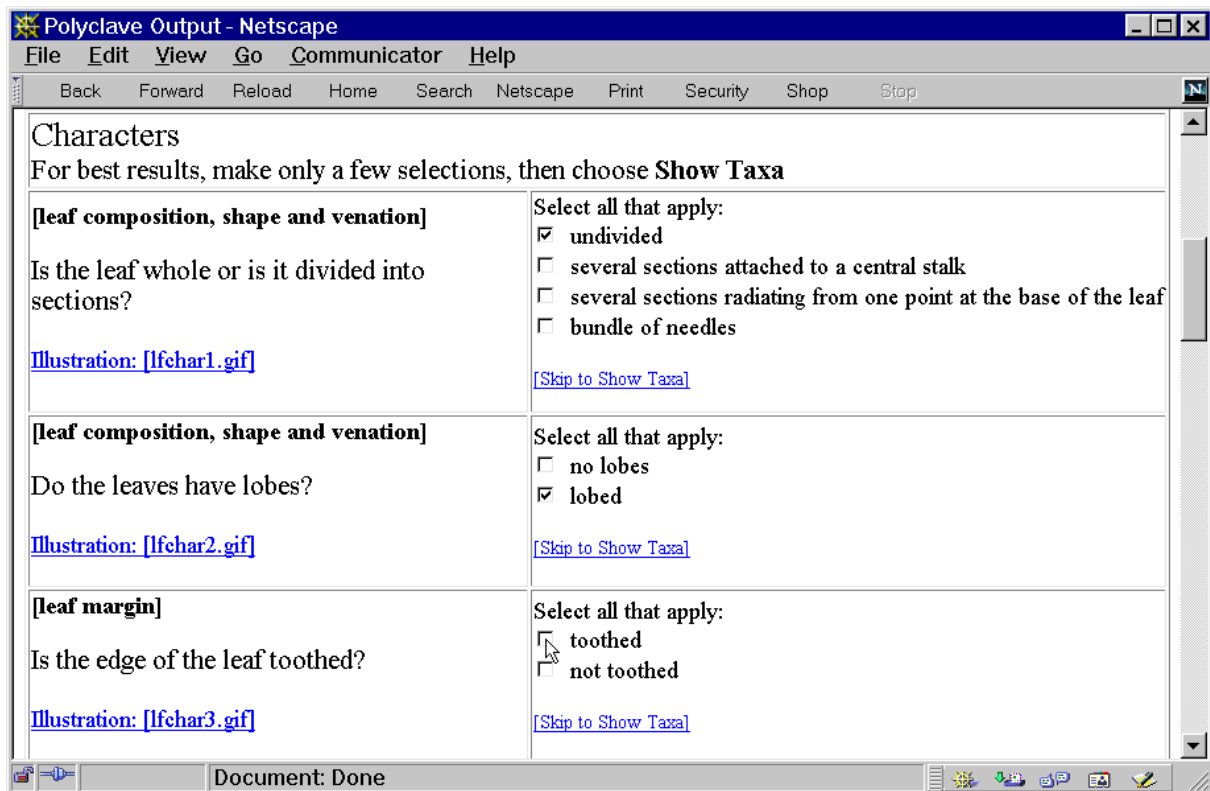 Polyclave Output - Netscape
File Edit View Go Communicator Help
Back Forward Reload Home Search Netscape Print Security Shop Stop
N
Characters
For best results, make only a few selections, then choose Show Taxa
[leaf composition, shape and venation]
Is the leaf whole or is it divided into
sections?
Illustration: [lfchar1.gif]
Select all that apply:
undivided
several sections attached to a central stalk
several sections radiating from one point at the base of the leaf
bundle of needles
[Skip to Show Taxa]
[leaf composition, shape and venation]
Do the leaves have lobes?
Illustration: [lfchar2.gif]
Select all that apply:
no lobes
lobed
[Skip to Show Taxa]
[leaf margin]
Is the edge of the leaf toothed?
Illustration: [lfchar3.gif]
Select all that apply:
toothed
not toothed
[Skip to Show Taxa]
Document: Done